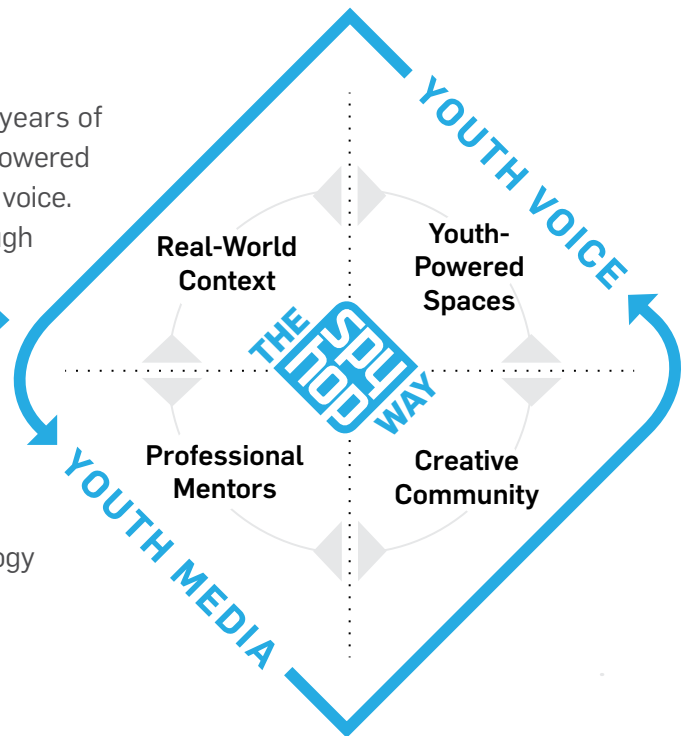 years of
owered
voice.
ugh
ogy
YOUTH VOICE
Real-World
Context
Youth-
Powered
Spaces
THE
spy
hop
WAY
Professional
Mentors
Creative
Community
YOUTH MEDIA